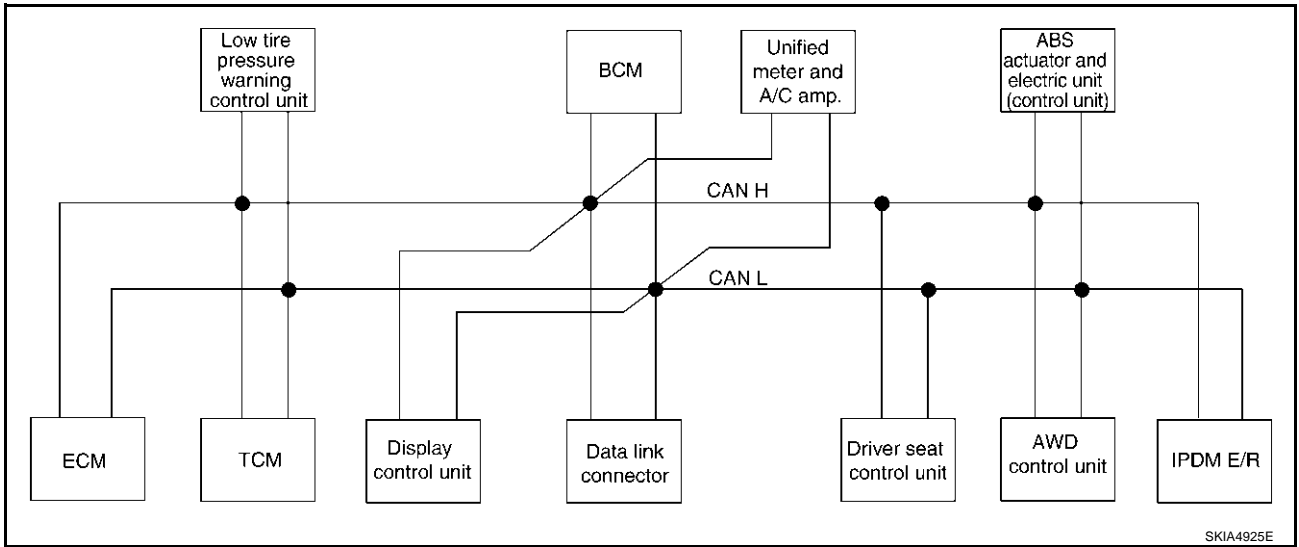 Low tire
pressure
warning
control unit
BCM
Unified
meter and
A/C amp.
ABS
actuator and
electric unit
(control unit)
CAN H
CAN L
ECM
TCM
Display
control unit
Data link
connector
Driver seat
control unit
AWD
control unit
IPDM E/R
SKIA4925E